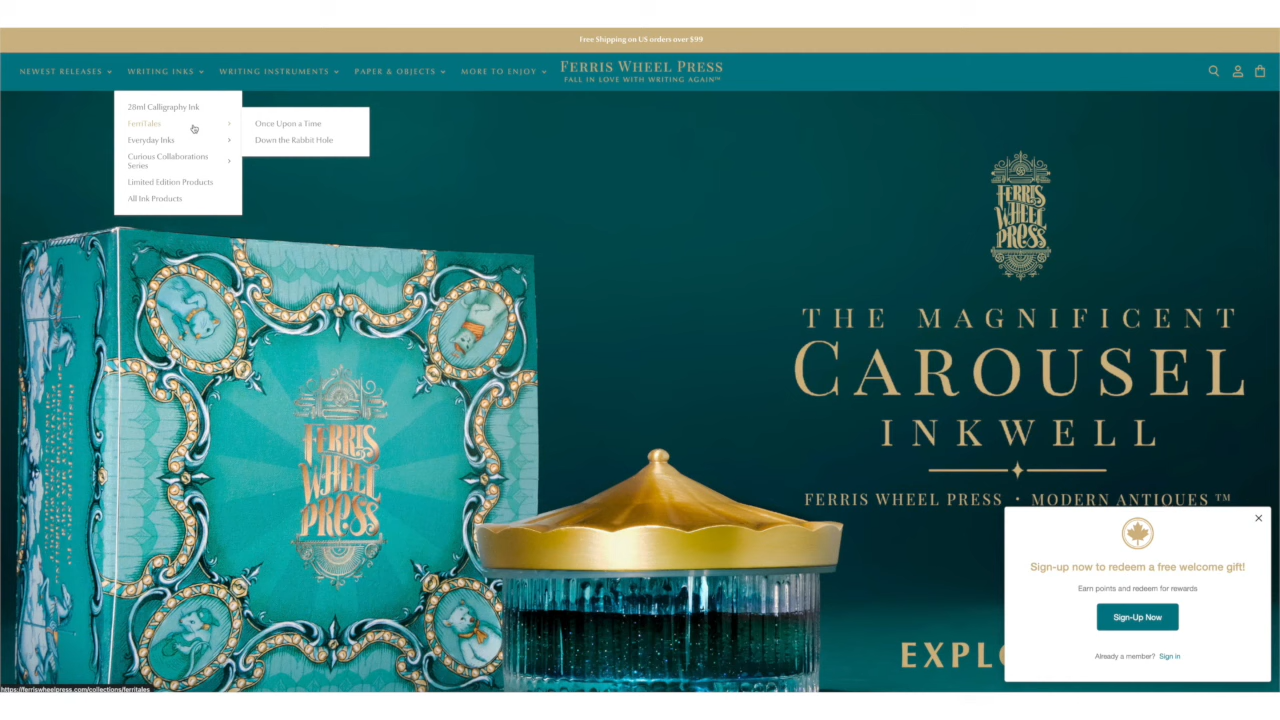 Free Shipping on US orders over $99
NEWEST RELEASES
WRITING INKS
WRITING INSTRUMENTS
PAPER & OBJECTS
MORE TO ENJOY
FERRIS WHEEL PRESS
FALL IN LOVE WITH WRITING AGAIN™
28ml Calligraphy Ink
FerriTales
Everyday Inks
Curious Collaborations
Series
Limited Edition Products
All Ink Products
Once Upon a Time
Down the Rabbit Hole
FERRIS
WHEEL
PRESS
THE MAGNIFICENT
CAROUSEL
INKWELL
FERRIS WHEEL PRESS • MODERN ANTIQUES ™
FERRIS
WHEEL
PRESS
Sign-up now to redeem a free welcome gift!
Earn points and redeem for rewards
Sign-Up Now
Already a member? Sign in
EXPL
https://ferriswheelpress.com/collections/ferritales